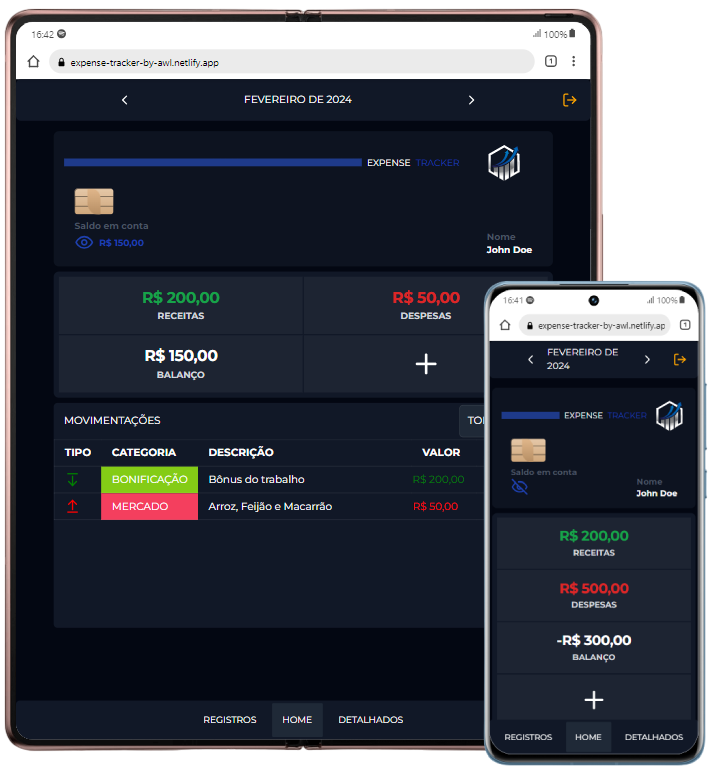 16:42
100%
expense-tracker-by-awl.netlify.app
1
FEVEREIRO DE 2024
EXPENSE TRACKER
Saldo em conta
R$ 150,00
Nome
John Doe
R$ 200,00
RECEITAS
R$ 50,00
DESPESAS
R$ 150,00
BALANÇO
MOVIMENTAÇÕES
TIPO CATEGORIA DESCRIÇÃO VALOR
BONIFICAÇÃO Bônus do trabalho R$ 200,00
MERCADO Arroz, Feijão e Macarrão R$ 50,00
REGISTROS HOME DETALHADOS
16:41
100%
expense-tracker-by-awl.netlify.ap
1
FEVEREIRO DE
2024
EXPENSE TRACKER
Saldo em conta
Nome
John Doe
R$ 200,00
RECEITAS
R$ 500,00
DESPESAS
-R$ 300,00
BALANÇO
REGISTROS HOME DETALHADOS